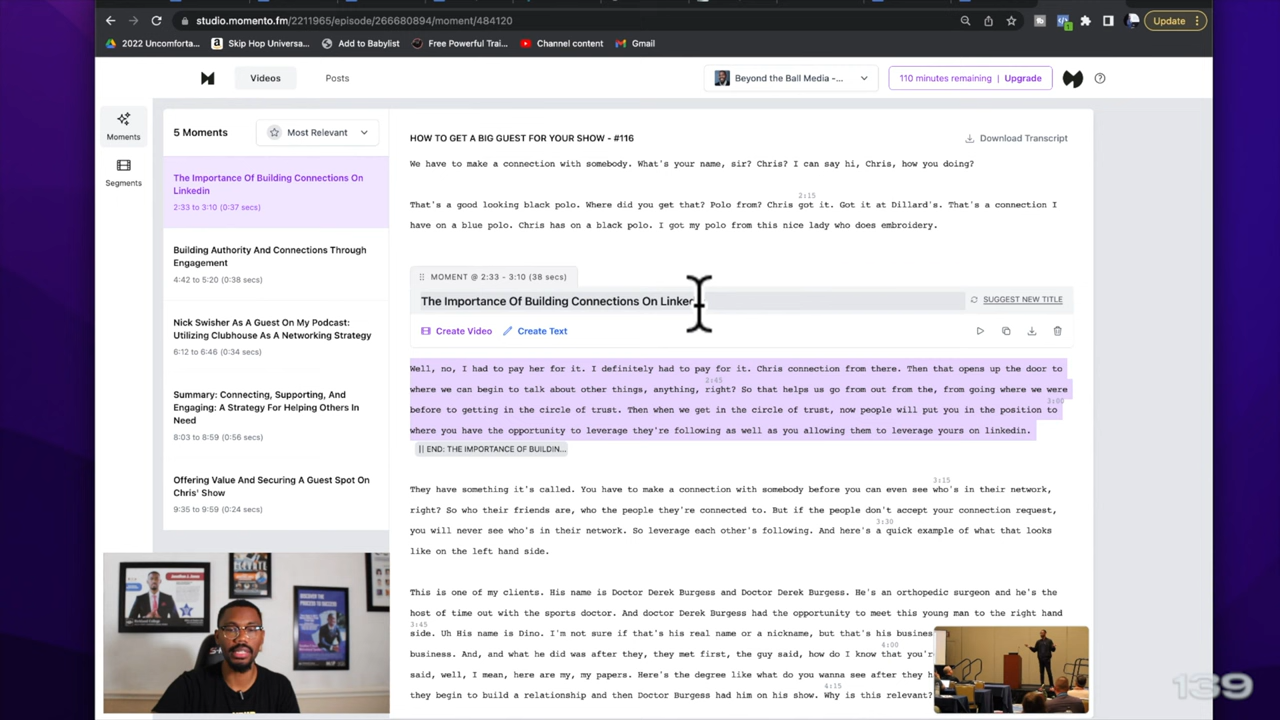 studio.momento.fm/2211965/episode/266680894/moment/484120
Update
2022 Uncomforta...
Skip Hop Universa...
Add to Babylist
Free Powerful Trai...
Channel content
Gmail
Videos
Posts
Beyond the Ball Media -...
110 minutes remaining | Upgrade
Moments
Segments
5 Moments
Most Relevant
The Importance Of Building Connections On
Linkedin
2:33 to 3:10 (0:37 secs)
Building Authority And Connections Through
Engagement
4:42 to 5:20 (0:38 secs)
Nick Swisher As A Guest On My Podcast:
Utilizing Clubhouse As A Networking Strategy
6:12 to 6:46 (0:34 secs)
Summary: Connecting, Supporting, And
Engaging: A Strategy For Helping Others In
Need
8:03 to 8:59 (0:56 secs)
Offering Value And Securing A Guest Spot On
Chris' Show
9:35 to 9:59 (0:24 secs)
HOW TO GET A BIG GUEST FOR YOUR SHOW - #116
Download Transcript
We have to make a connection with somebody. What's your name, sir? Chris? I can say hi, Chris, how you doing?
2:15
That's a good looking black polo. Where did you get that? Polo from? Chris got it. Got it at Dillard's. That's a connection I
have on a blue polo. Chris has on a black polo. I got my polo from this nice lady who does embroidery.
MOMENT @ 2:33 - 3:10 (38 secs)
The Importance Of Building Connections On Linked
SUGGEST NEW TITLE
Create Video
Create Text
Well, no, I had to pay her for it. I definitely had to pay for it. Chris connection from there. Then that opens up the door to
2:45
where we can begin to talk about other things, anything, right? So that helps us go from out from the, from going where we were
3:00
before to getting in the circle of trust. Then when we get in the circle of trust, now people will put you in the position to
where you have the opportunity to leverage they're following as well as you allowing them to leverage yours on linkedin.
|| END: THE IMPORTANCE OF BUILDIN...
3:15
They have something it's called. You have to make a connection with somebody before you can even see who's in their network,
right? So who their friends are, who the people they're connected to. But if the people don't accept your connection request,
3:30
you will never see who's in their network. So leverage each other's following. And here's a quick example of what that looks
like on the left hand side.
This is one of my clients. His name is Doctor Derek Burgess and Doctor Derek Burgess. He's an orthopedic surgeon and he's the
host of time out with the sports doctor. And doctor Derek Burgess had the opportunity to meet this young man to the right hand
3:45
side. Uh His name is Dino. I'm not sure if that's his real name or a nickname, but that's his busines
4:00
business. And, and what he did was after they, they met first, the guy said, how do I know that you'r
said, well, I mean, here are my, my papers. Here's the degree like what do you wanna see after they h
4:15
they begin to build a relationship and then Doctor Burgess had him on his show. Why is this relevant?
139